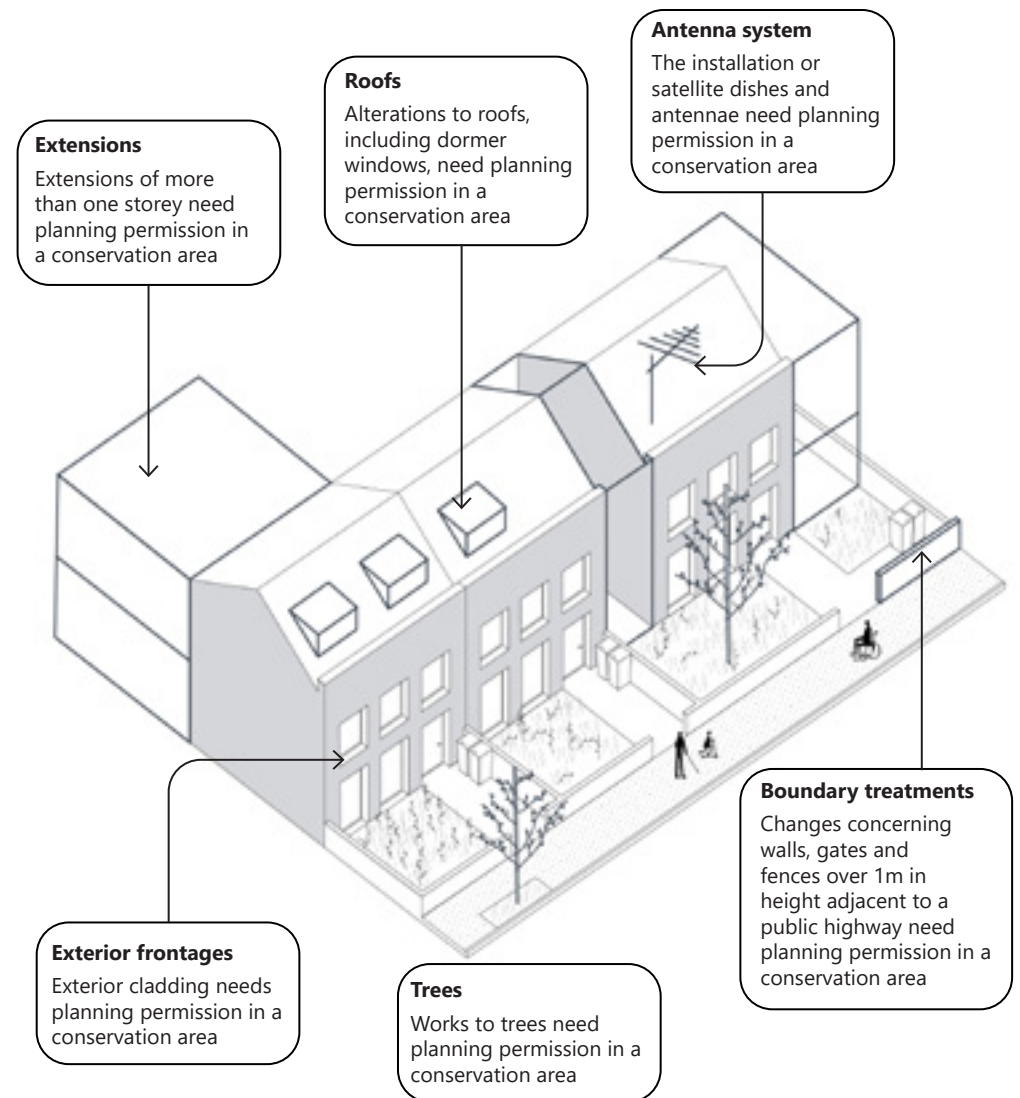 Antenna system
The installation or
satellite dishes and
antennae need planning
permission in a
conservation area
Roofs
Alterations to roofs,
including dormer
windows, need planning
permission in a
conservation area
Extensions
Extensions of more
than one storey need
planning permission in
a conservation area
Boundary treatments
Changes concerning
walls, gates and
fences over 1m in
height adjacent to a
public highway need
planning permission in a
conservation area
Exterior frontages
Exterior cladding needs
planning permission in a
conservation area
Trees
Works to trees need
planning permission in a
conservation area